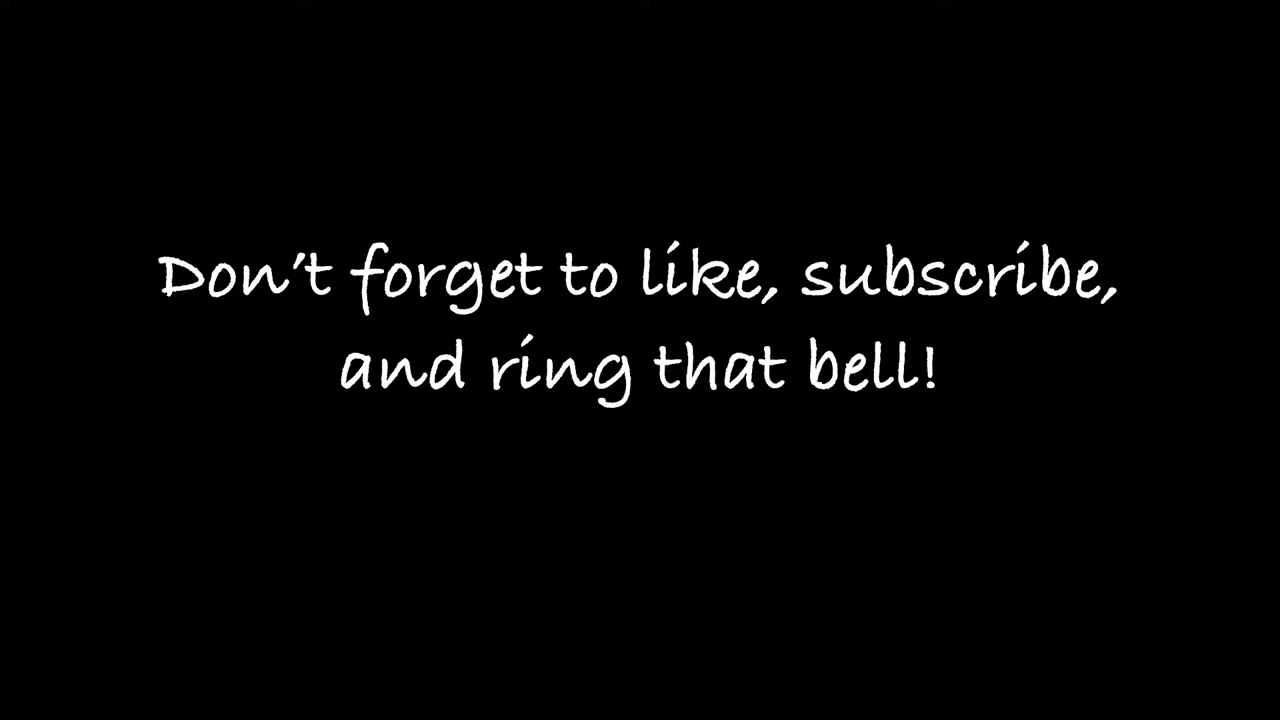 Don't forget to like, subscribe,
and ring that bell!